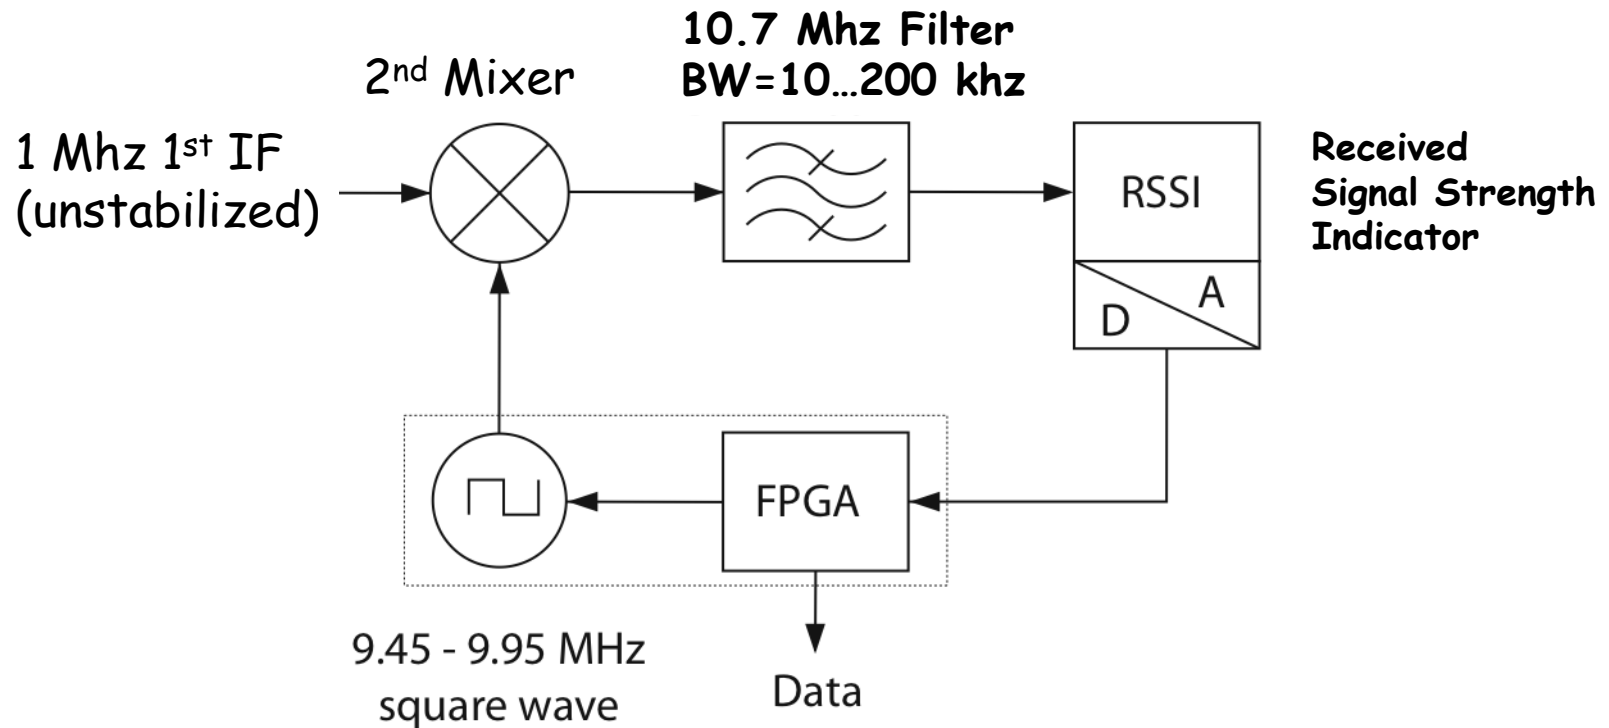 10.7 Mhz Filter
BW=10...200 khz
2nd Mixer
1 Mhz 1st IF
(unstabilized)
RSSI
A
D
Received
Signal Strength
Indicator
FPGA
9.45 - 9.95 MHz
square wave
Data